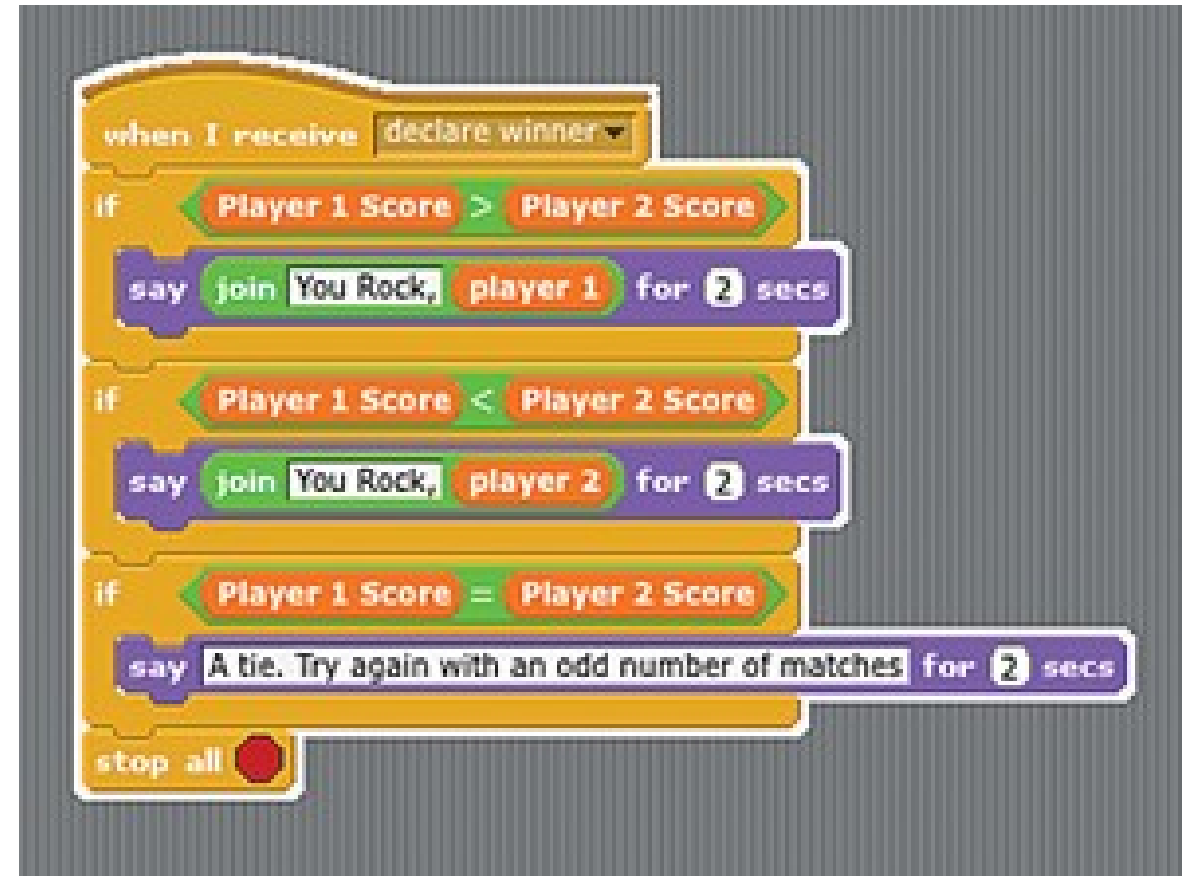 when I receive declare winner
if Player 1 Score > Player 2 Score
say join You Rock, player 1 for 2 secs
if Player 1 Score < Player 2 Score
say join You Rock, player 2 for 2 secs
if Player 1 Score = Player 2 Score
say A tie. Try again with an odd number of matches for 2 secs
stop all